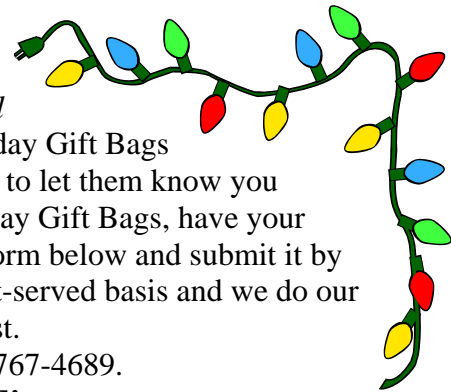 day Gift Bags
to let them know you
ay Gift Bags, have your
orm below and submit it by
t-served basis and we do our
st.
767-4689.